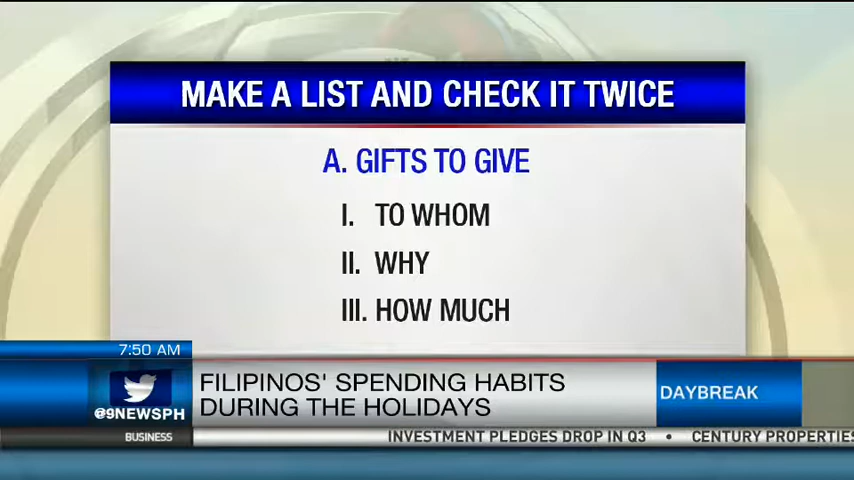 MAKE A LIST AND CHECK IT TWICE
A. GIFTS TO GIVE
I. TO WHOM
II. WHY
III. HOW MUCH
7:50 AM
@9NEWSPH
FILIPINOS' SPENDING HABITS
DURING THE HOLIDAYS
DAYBREAK
BUSINESS
INVESTMENT PLEDGES DROP IN Q3 • CENTURY PROPERTIES